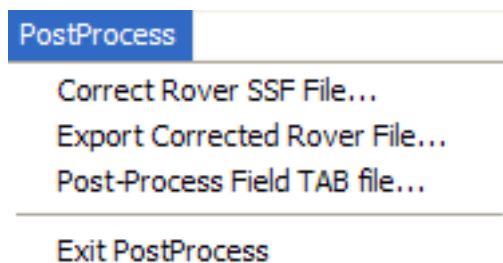 PostProcess
Correct Rover SSF File...
Export Corrected Rover File...
Post-Process Field TAB file...
Exit PostProcess